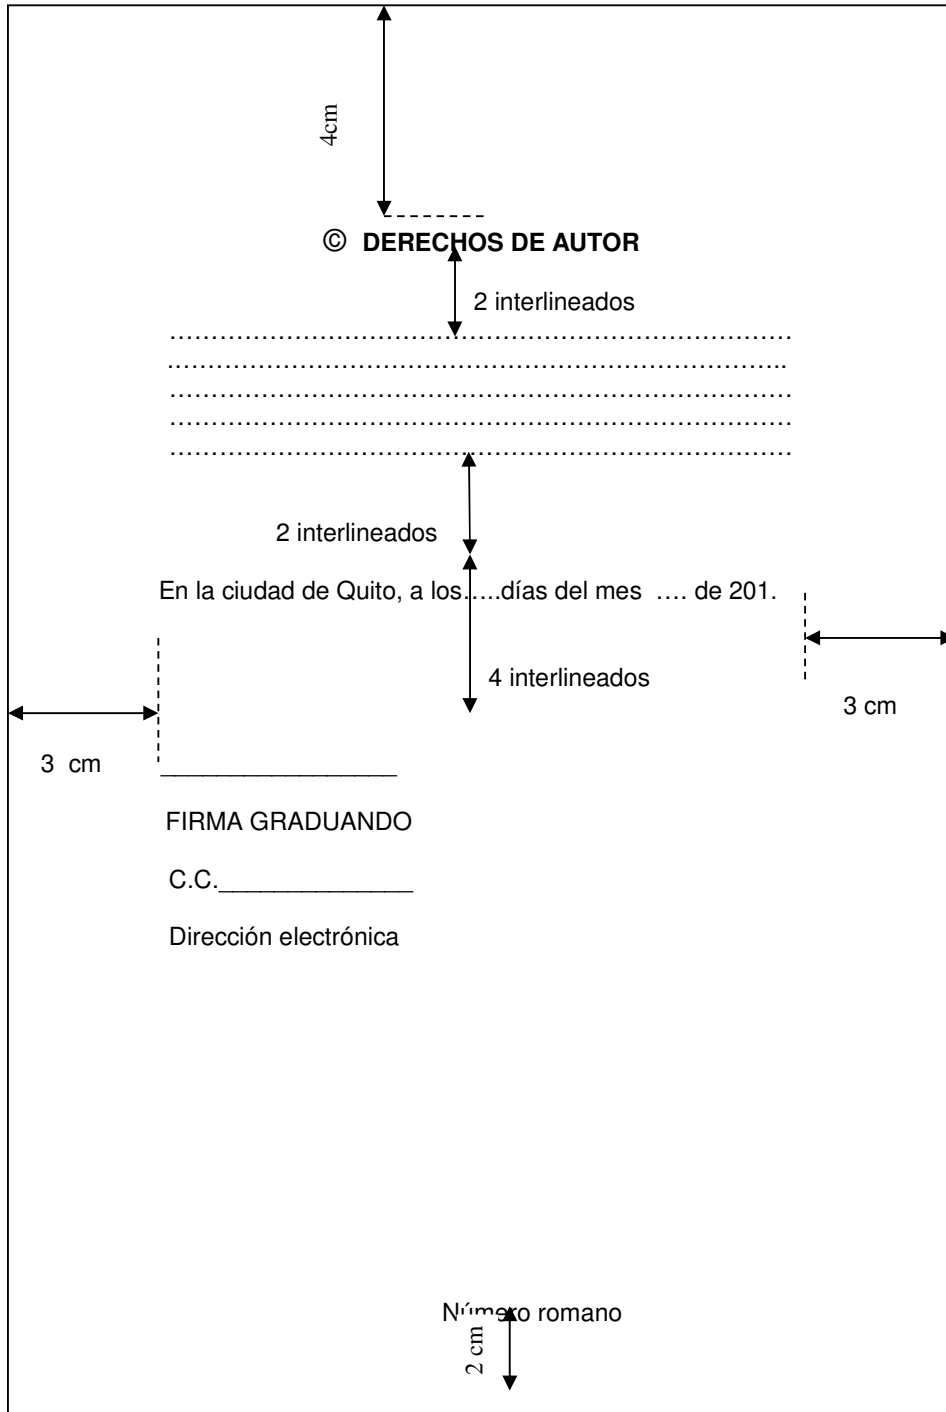 4cm
© DERECHOS DE AUTOR
2 interlineados
……………………………………………………………………
…………………………………………………………………..
……………………………………………………………………
……………………………………………………………………
……………………………………………………………………
2 interlineados
En la ciudad de Quito, a los…..días del mes …. de 201.
4 interlineados
3 cm
3 cm
_________________
FIRMA GRADUANDO
C.C.______________
Dirección electrónica
Número romano
2 cm